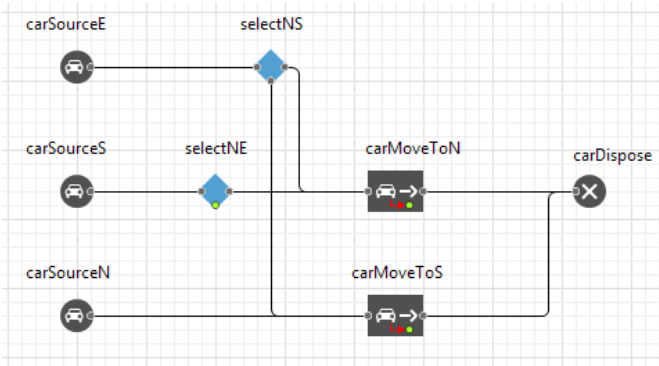 carSourceE
selectNS
carSourceS
selectNE
carMoveToN
carDispose
carSourceN
carMoveToS